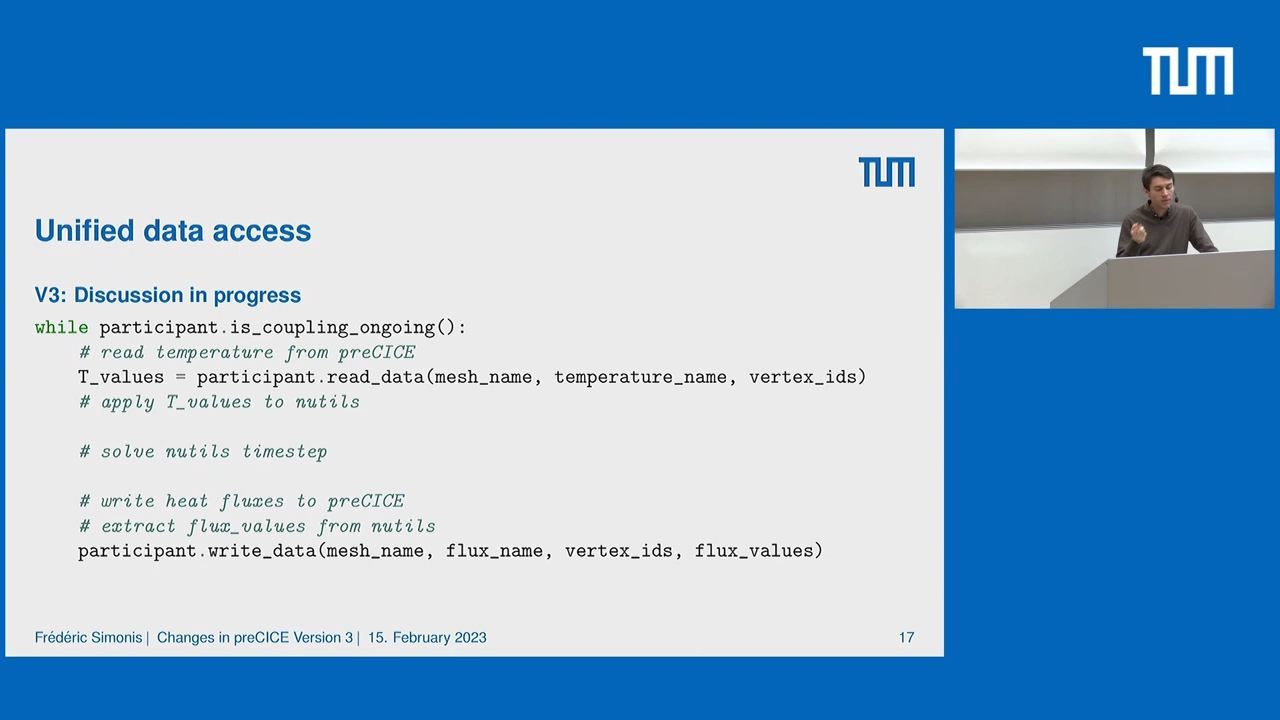 TUM
TUM
Unified data access
V3: Discussion in progress
while participant.is_coupling_ongoing():
# read temperature from preCICE
T_values = participant.read_data(mesh_name, temperature_name, vertex_ids)
# apply T_values to nutils
# solve nutils timestep
# write heat fluxes to preCICE
# extract flux_values from nutils
participant.write_data(mesh_name, flux_name, vertex_ids, flux_values)
Frédéric Simonis | Changes in preCICE Version 3 | 15. February 2023
17